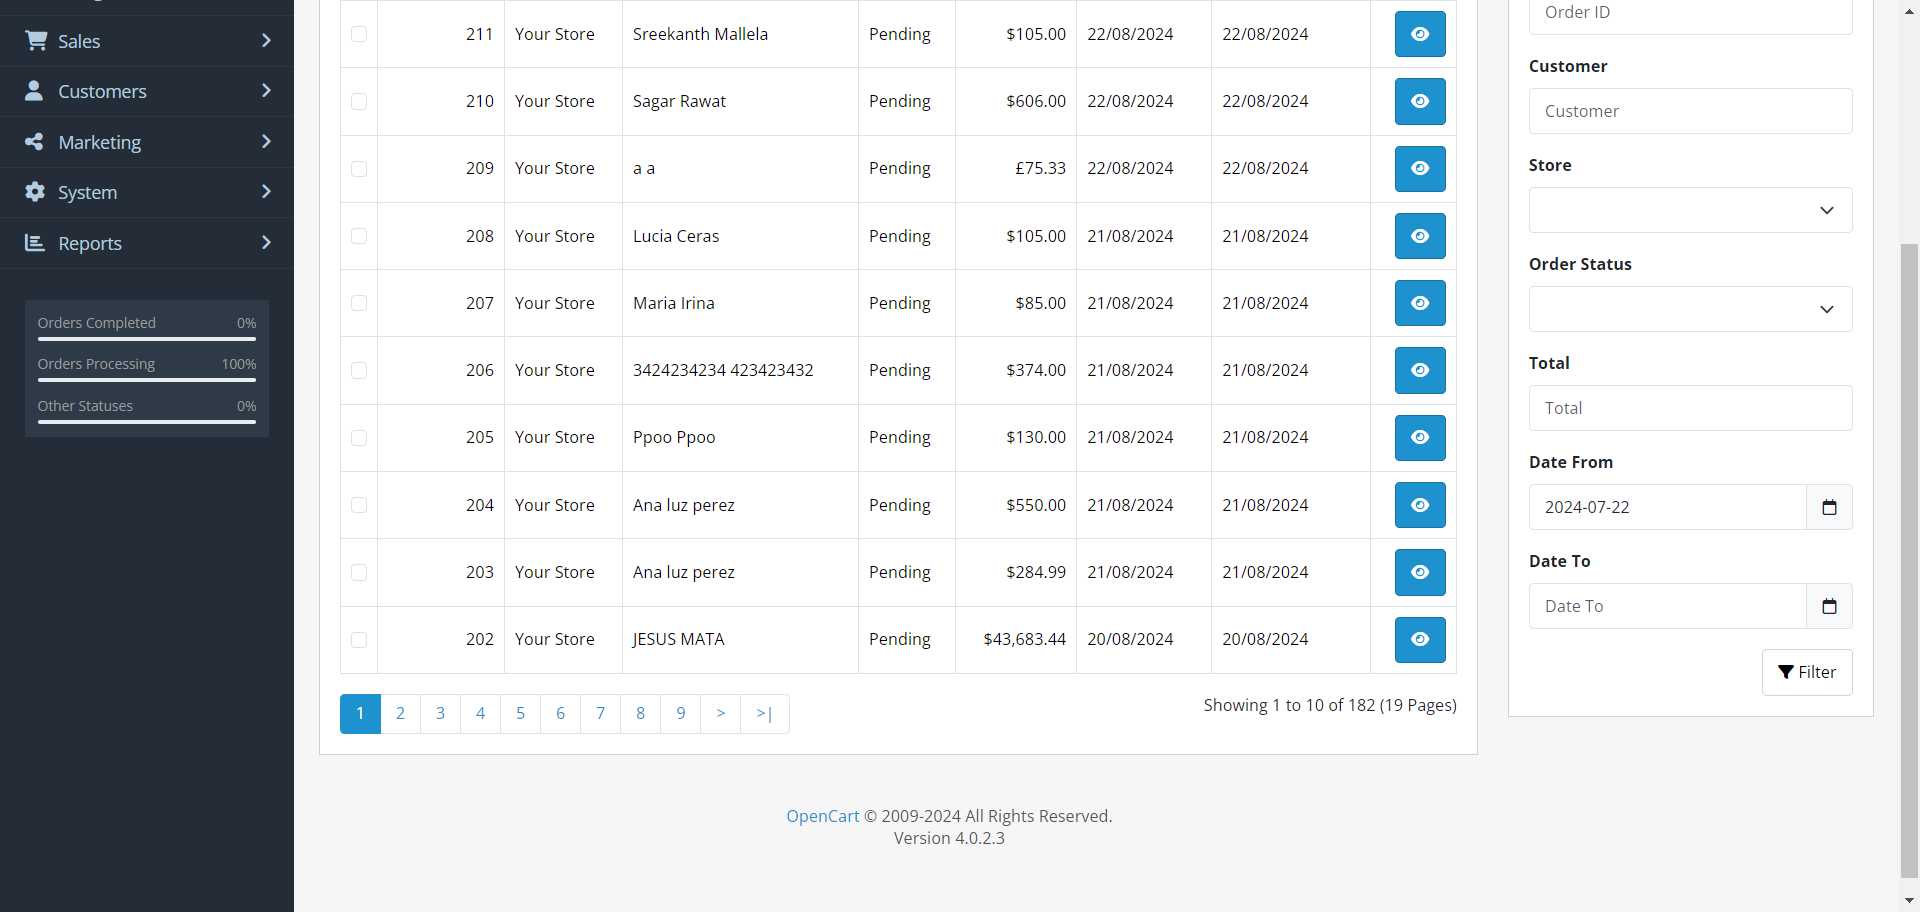 Sales
Customers
Marketing
System
Reports
Orders Completed 0%
Orders Processing 100%
Other Statuses 0%
211 Your Store Sreekanth Mallela Pending $105.00 22/08/2024 22/08/2024
210 Your Store Sagar Rawat Pending $606.00 22/08/2024 22/08/2024
209 Your Store a a Pending £75.33 22/08/2024 22/08/2024
208 Your Store Lucia Ceras Pending $105.00 21/08/2024 21/08/2024
207 Your Store Maria Irina Pending $85.00 21/08/2024 21/08/2024
206 Your Store 3424234234 423423432 Pending $374.00 21/08/2024 21/08/2024
205 Your Store Ppoo Ppoo Pending $130.00 21/08/2024 21/08/2024
204 Your Store Ana luz perez Pending $550.00 21/08/2024 21/08/2024
203 Your Store Ana luz perez Pending $284.99 21/08/2024 21/08/2024
202 Your Store JESUS MATA Pending $43,683.44 20/08/2024 20/08/2024
1 2 3 4 5 6 7 8 9 > >|
Showing 1 to 10 of 182 (19 Pages)
Order ID
Customer
Customer
Store
Order Status
Total
Total
Date From
2024-07-22
Date To
Date To
Filter
OpenCart © 2009-2024 All Rights Reserved.
Version 4.0.2.3